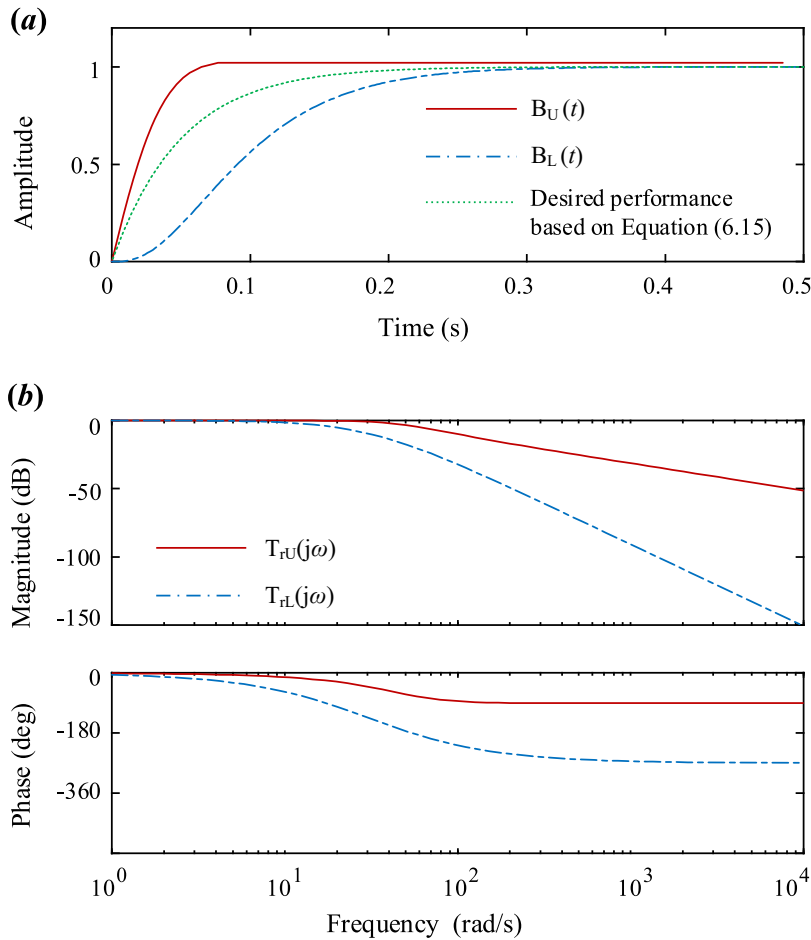 (a)
1
0.5
0
Amplitude
B_U(t)
B_L(t)
Desired performance
based on Equation (6.15)
0 0.1 0.2 0.3 0.4 0.5
Time (s)
(b)
0
-50
-100
-150
Magnitude (dB)
T_rU(jω)
T_rL(jω)
0
-180
-360
Phase (deg)
10^0 10^1 10^2 10^3 10^4
Frequency (rad/s)